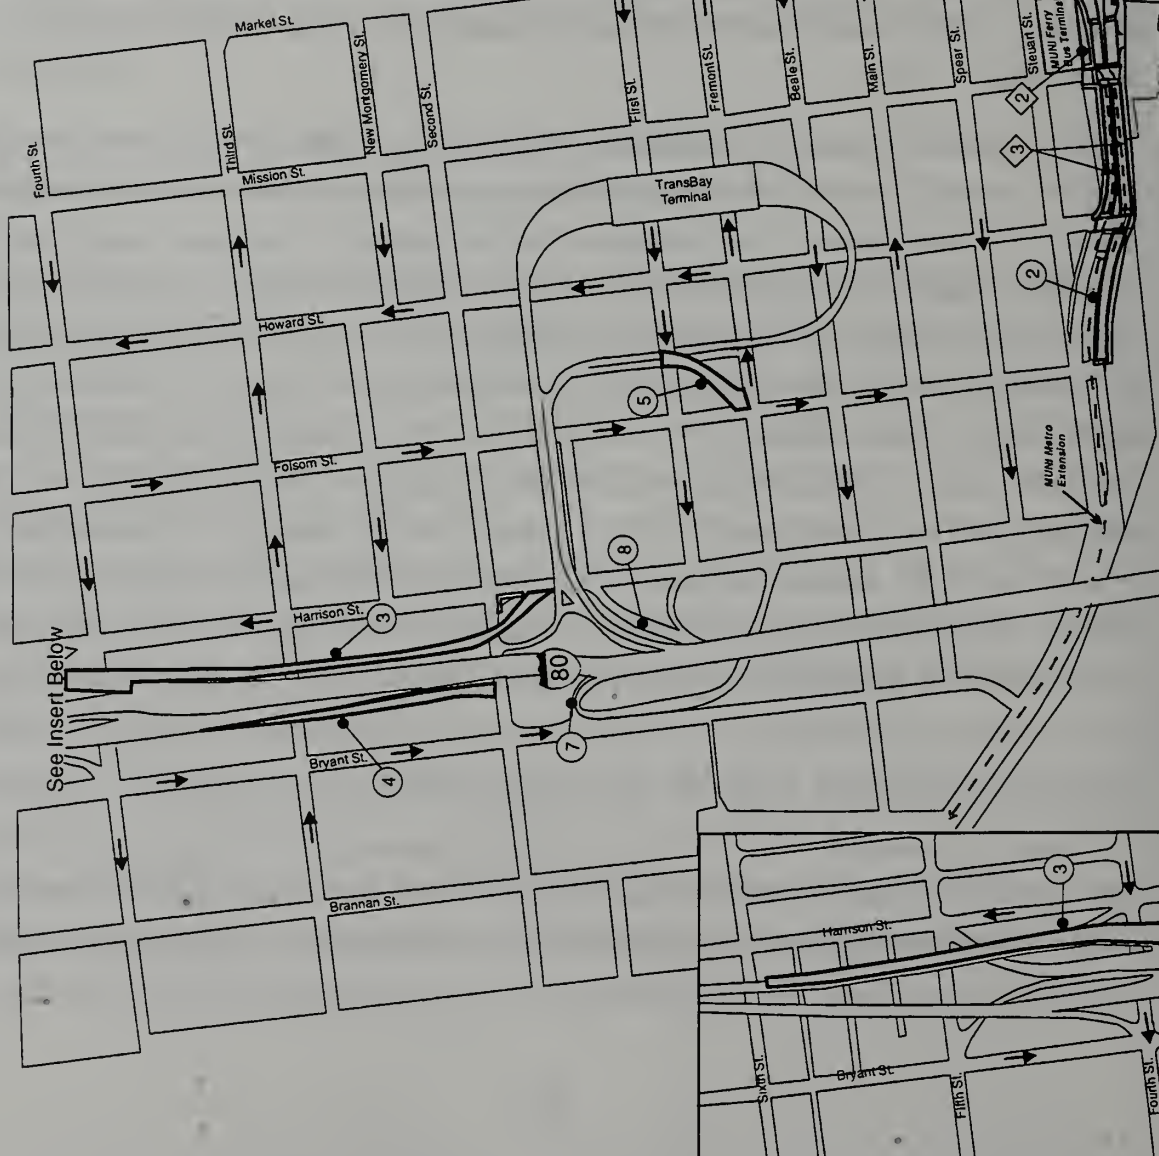 Market St.
Fourth St.
Third St.
New Montgomery St.
Second St.
First St.
Fremont St.
Beale St.
Main St.
Spear St.
Steuart St.
MUNI Ferry
Bus Terminal
2
3
Mission St.
TransBay
Terminal
2
Howard St.
5
Folsom St.
MUNI Metro
Extension
8
Harrison St.
3
See Insert Below
80
7
Bryant St.
4
Brannan St.
3
Harrison St.
Sixth St.
Bryant St.
Fifth St.
Fourth St.